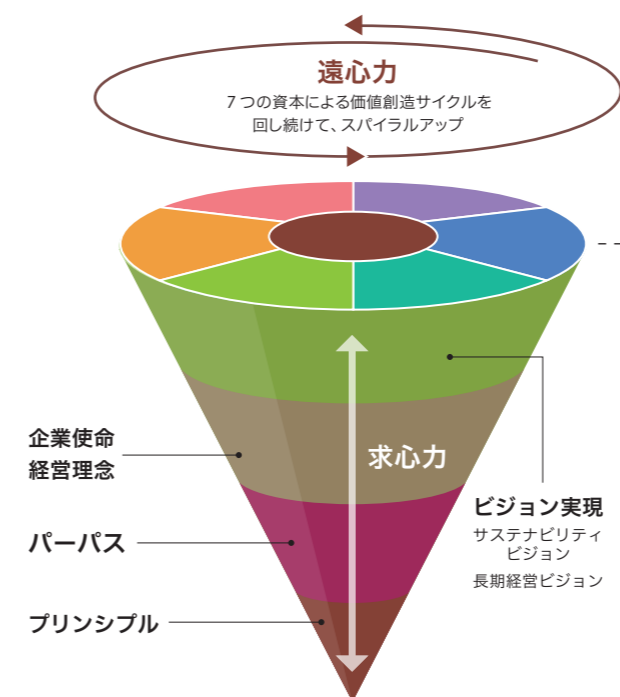 遠心力
7つの資本による価値創造サイクルを
回し続けて、スパイラルアップ
企業使命
経営理念
求心力
パーパス
プリンシプル
ビジョン実現
サステナビリティ
ビジョン
長期経営ビジョン